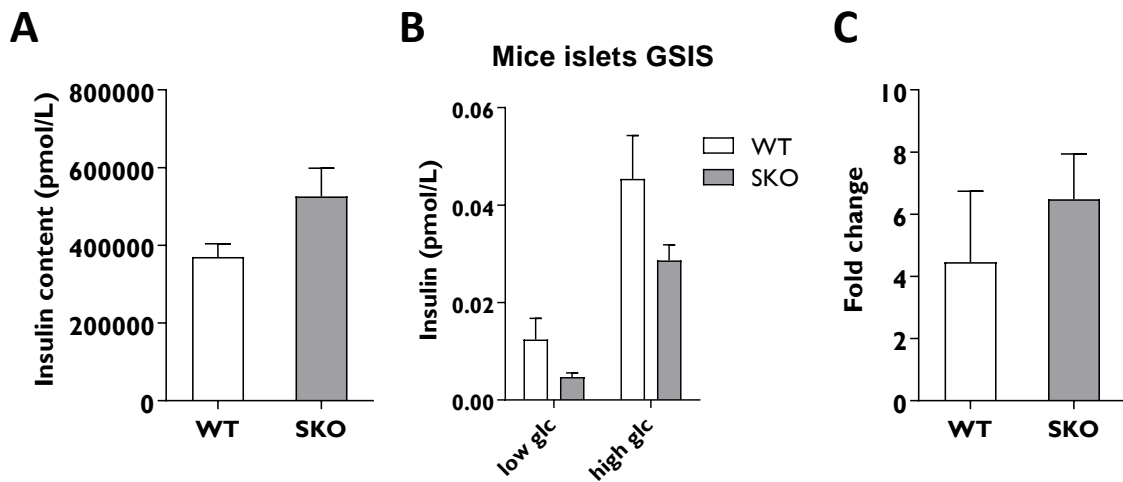 A
Insulin content (pmol/L)
800000
600000
400000
200000
0
WT
SKO
B
Mice islets GSIS
Insulin (pmol/L)
0.06
0.04
0.02
0.00
low glc
high glc
WT
SKO
C
Fold change
10
8
6
4
2
0
WT
SKO